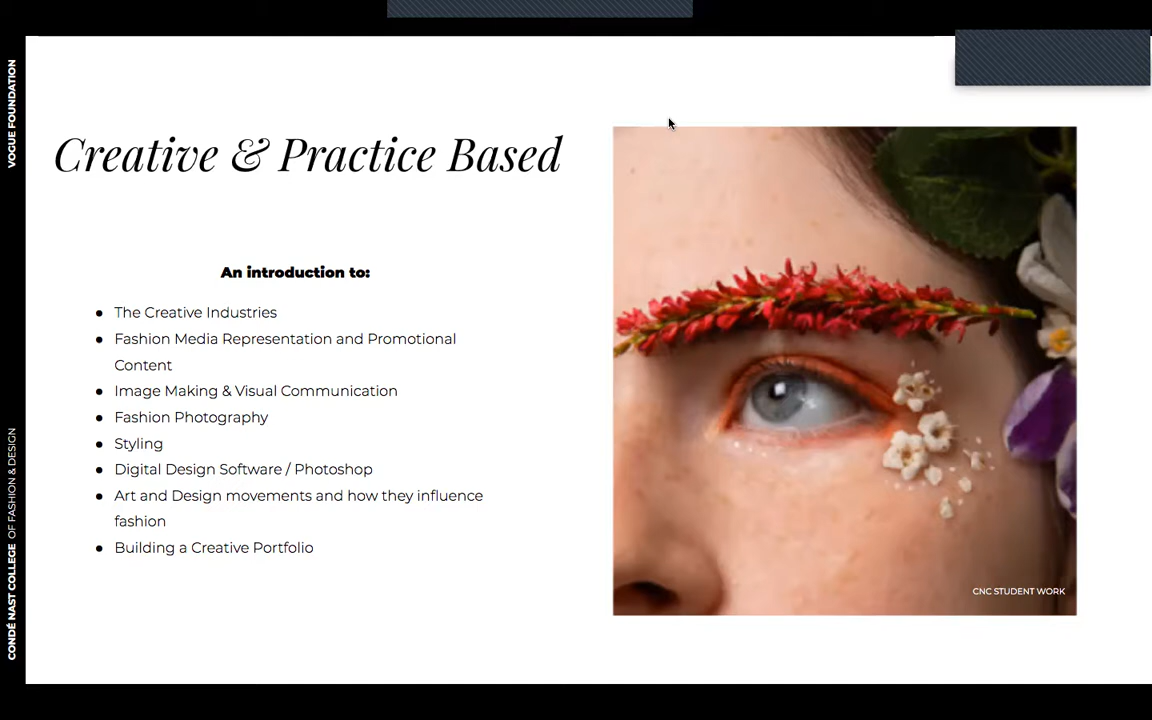 VOGUE FOUNDATION
CONDÉ NAST COLLEGE OF FASHION & DESIGN
Creative & Practice Based
An introduction to:
● The Creative Industries
● Fashion Media Representation and Promotional
Content
● Image Making & Visual Communication
● Fashion Photography
● Styling
● Digital Design Software / Photoshop
● Art and Design movements and how they influence
fashion
● Building a Creative Portfolio
CNC STUDENT WORK